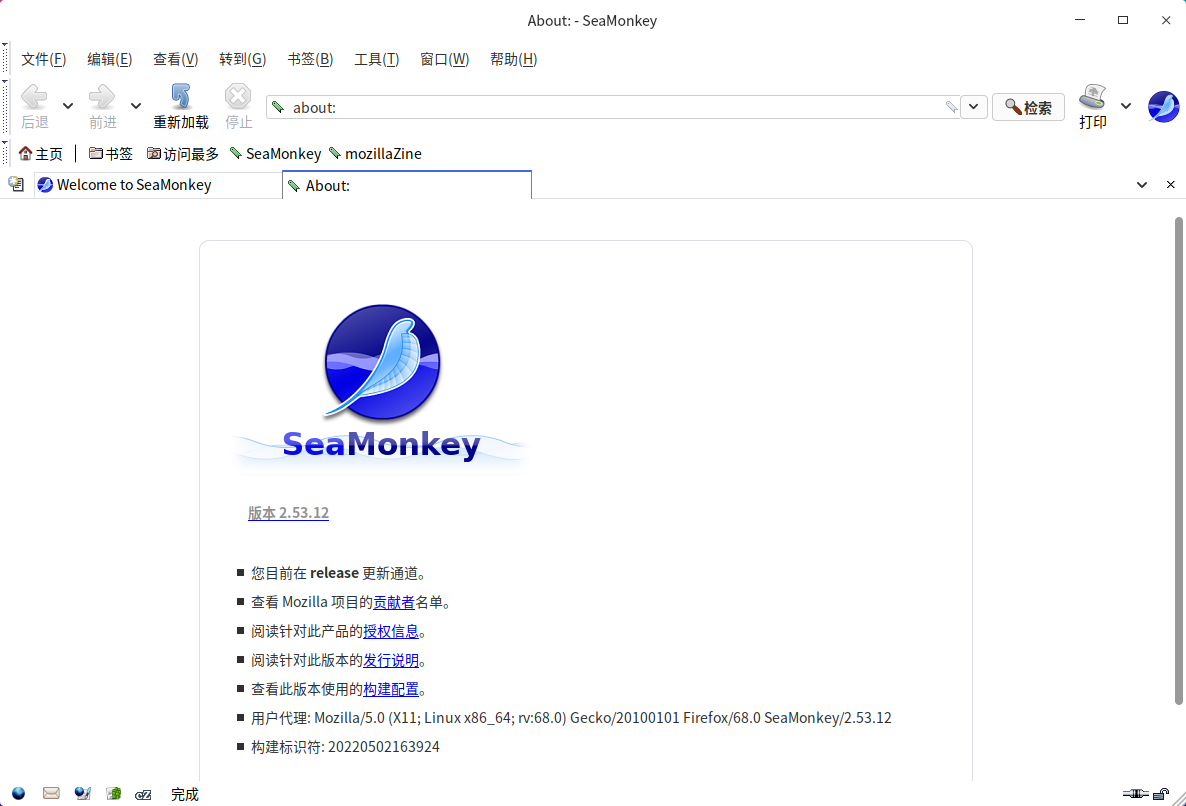 About: - SeaMonkey
文件(F) 编辑(E) 查看(V) 转到(G) 书签(B) 工具(T) 窗口(W) 帮助(H)
后退 前进 重新加载 停止 about: 检索 打印
主页 书签 访问最多 SeaMonkey mozillaZine
Welcome to SeaMonkey About:
SeaMonkey
版本 2.53.12
您目前在 release 更新通道。
查看 Mozilla 项目的贡献者名单。
阅读针对此产品的授权信息。
阅读针对此版本的发行说明。
查看此版本使用的构建配置。
用户代理: Mozilla/5.0 (X11; Linux x86_64; rv:68.0) Gecko/20100101 Firefox/68.0 SeaMonkey/2.53.12
构建标识符: 20220502163924
cZ 完成